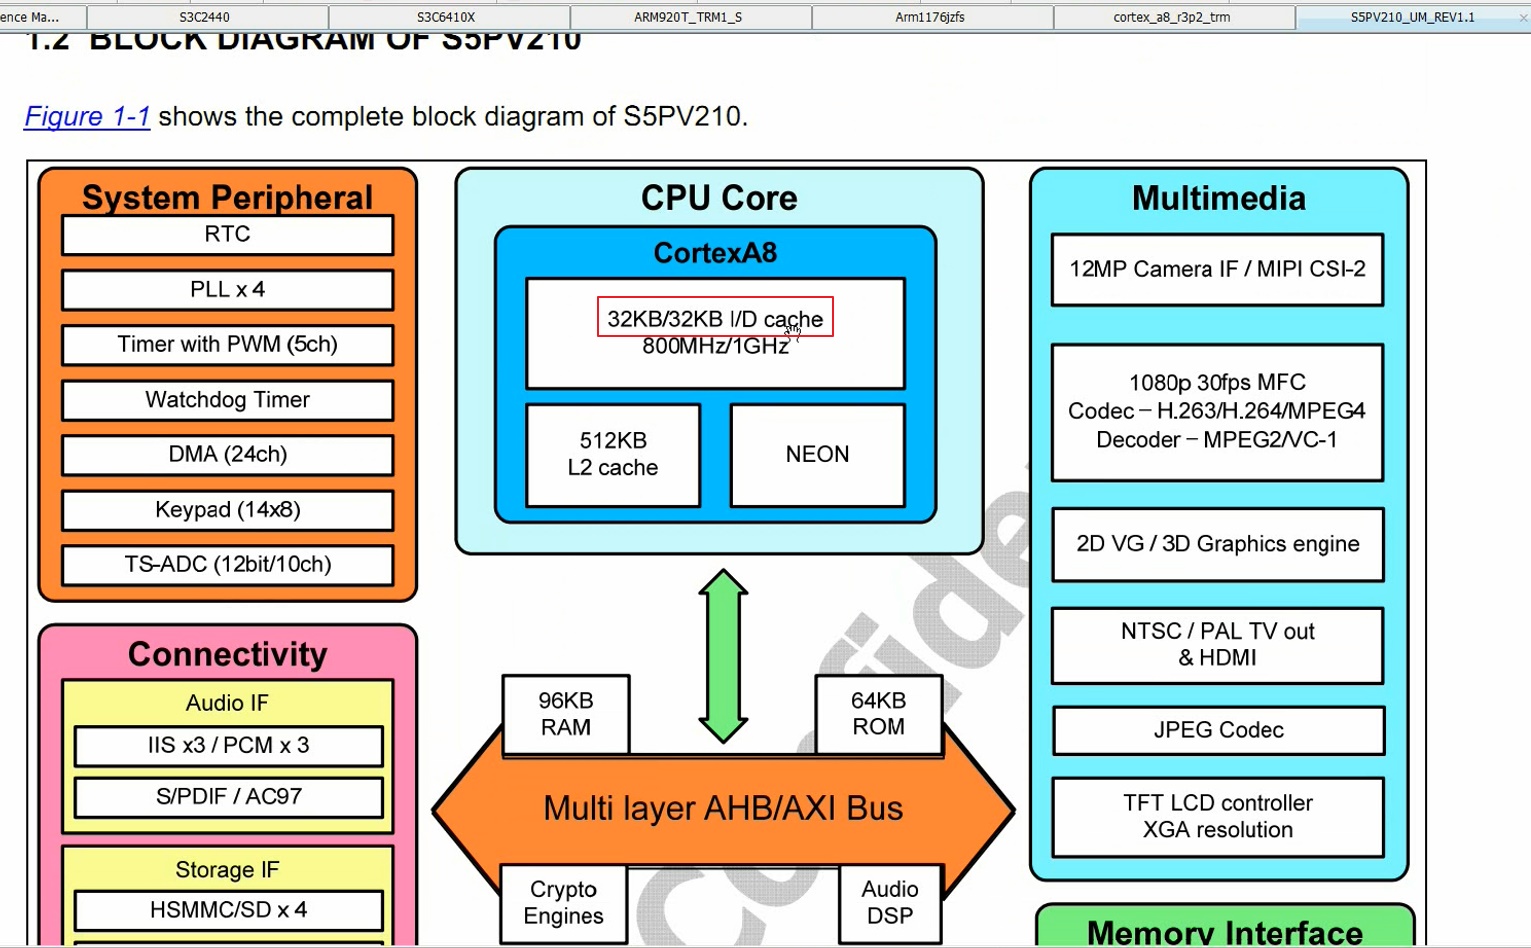 ence Ma...
S3C2440
S3C6410X
ARM920T_TRM1_S
Arm1176jzfs
cortex_a8_r3p2_trm
S5PV210_UM_REV1.1
1.2 BLOCK DIAGRAM OF S5PV210
Figure 1-1 shows the complete block diagram of S5PV210.
System Peripheral
RTC
PLL x 4
Timer with PWM (5ch)
Watchdog Timer
DMA (24ch)
Keypad (14x8)
TS-ADC (12bit/10ch)
Connectivity
Audio IF
IIS x3 / PCM x 3
S/PDIF / AC97
Storage IF
HSMMC/SD x 4
CPU Core
CortexA8
32KB/32KB I/D cache
800MHz/1GHz
512KB
L2 cache
NEON
96KB
RAM
64KB
ROM
Multi layer AHB/AXI Bus
Crypto
Engines
Audio
DSP
Multimedia
12MP Camera IF / MIPI CSI-2
1080p 30fps MFC
Codec – H.263/H.264/MPEG4
Decoder – MPEG2/VC-1
2D VG / 3D Graphics engine
NTSC / PAL TV out
& HDMI
JPEG Codec
TFT LCD controller
XGA resolution
Memory Interface